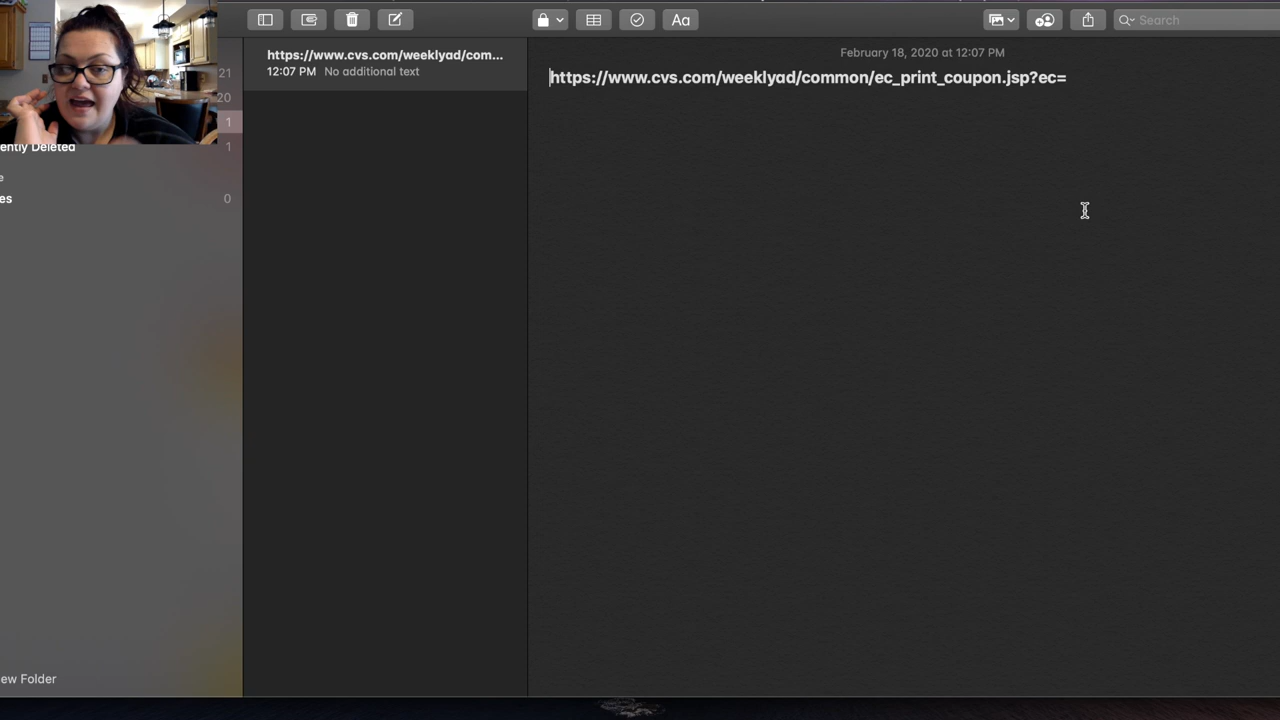 Search
21
20
1
ently Deleted
1
e
es
0
ew Folder
https://www.cvs.com/weeklyad/com...
12:07 PM No additional text
Aa
February 18, 2020 at 12:07 PM
https://www.cvs.com/weeklyad/common/ec_print_coupon.jsp?ec=